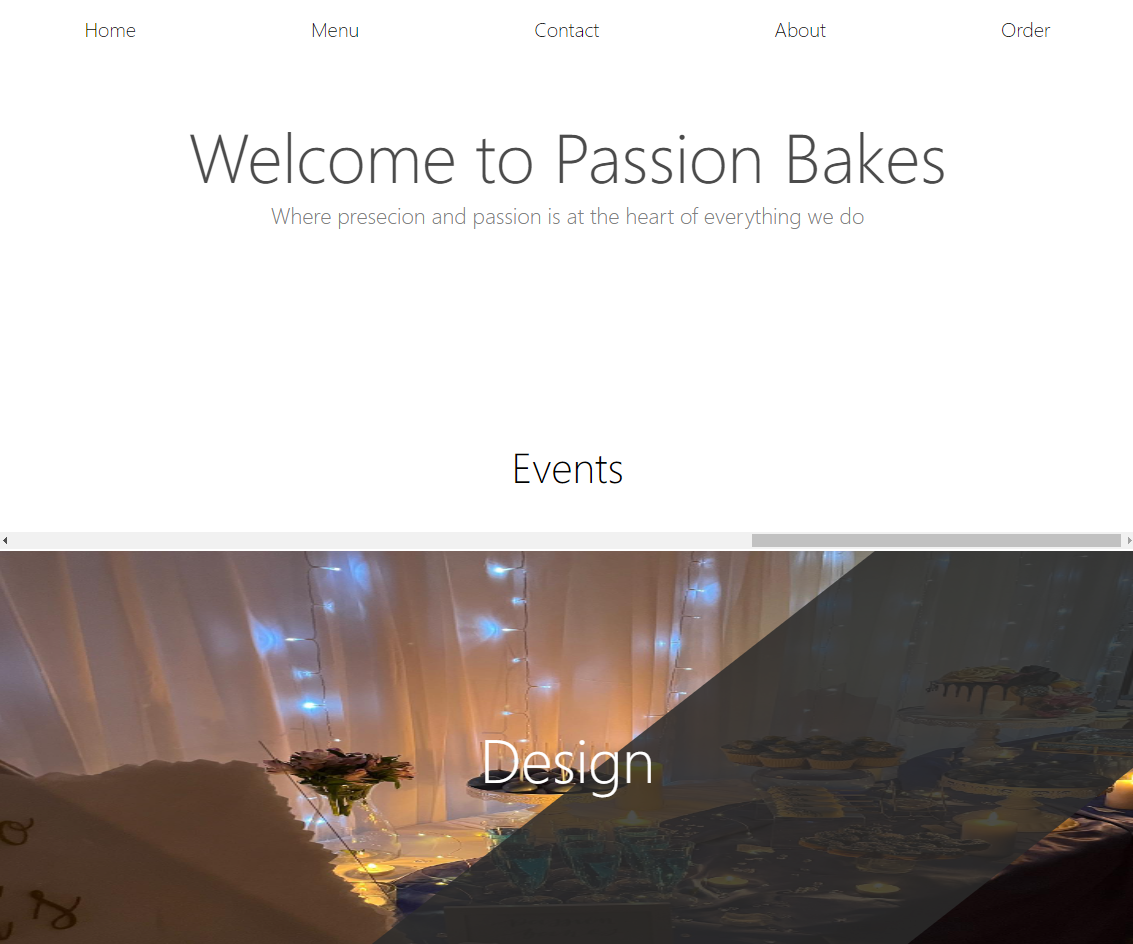 Home Menu Contact About Order
Welcome to Passion Bakes
Where presecion and passion is at the heart of everything we do
Events
Design